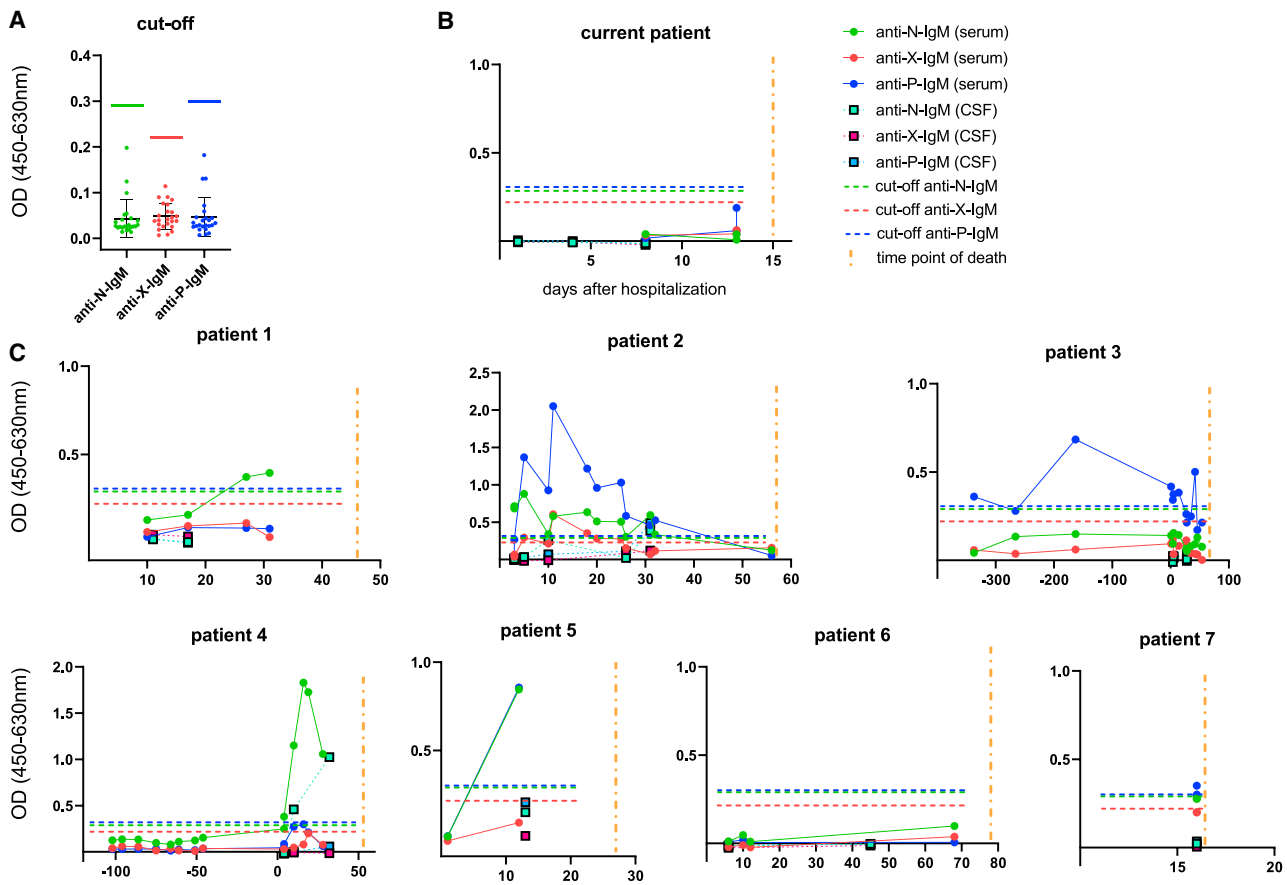 A
cut-off
OD (450-630nm)
0.4
0.3
0.2
0.1
0.0
anti-N-IgM
anti-X-IgM
anti-P-IgM
B
current patient
1.0
0.5
5
10
15
days after hospitalization
anti-N-IgM (serum)
anti-X-IgM (serum)
anti-P-IgM (serum)
anti-N-IgM (CSF)
anti-X-IgM (CSF)
anti-P-IgM (CSF)
cut-off anti-N-IgM
cut-off anti-X-IgM
cut-off anti-P-IgM
time point of death
C
patient 1
OD (450-630nm)
1.0
0.5
10
20
30
40
50
patient 2
2.5
2.0
1.5
1.0
0.5
0.0
10
20
30
40
50
60
patient 3
1.0
0.5
0.0
-300
-200
-100
0
100
patient 4
OD (450-630nm)
2.0
1.5
1.0
0.5
0.0
-100
-50
0
50
patient 5
1.0
0.5
10
20
30
patient 6
1.0
0.5
10
20
30
40
50
60
70
80
patient 7
1.0
0.5
15
20